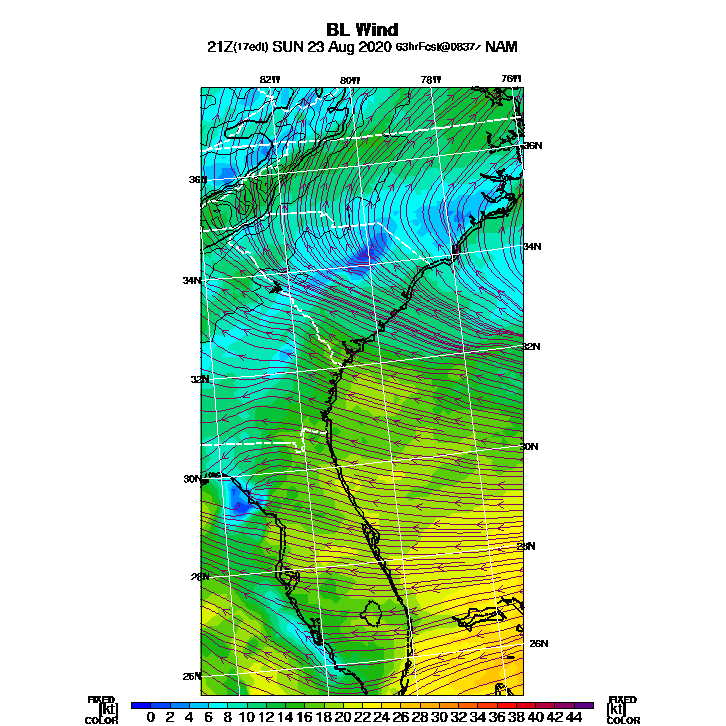 BL Wind
21Z(17edt) SUN 23 Aug 2020 63hrFcst@0837z NAM
82W 80W 78W 76W
36N
36N
34N
34N
32N
32N
30N
30N
28N
28N
26N
26N
FIXED FIXED
[kt] 0 2 4 6 8 10 12 14 16 18 20 22 24 26 28 30 32 34 36 38 40 42 44 [kt]
COLOR COLOR